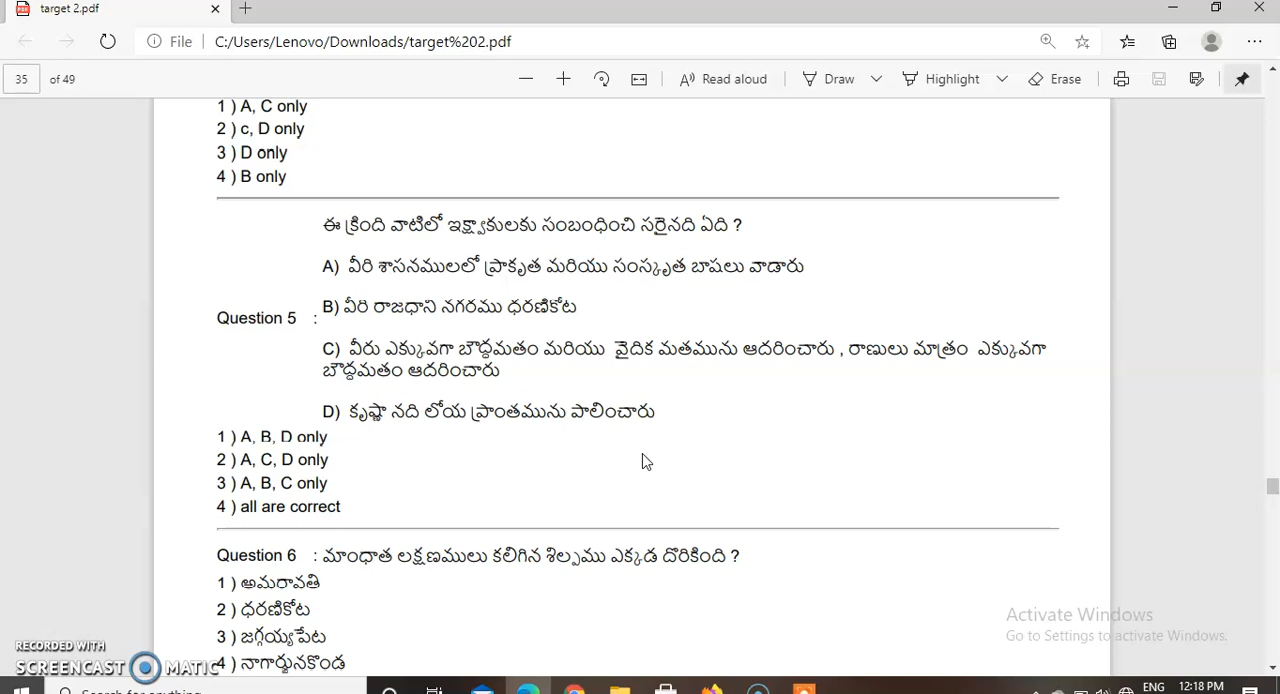 target 2.pdf
File C:/Users/Lenovo/Downloads/target%202.pdf
35 of 49 Read aloud Draw Highlight Erase
1 ) A, C only
2 ) c, D only
3 ) D only
4 ) B only
ఈ క్రింది వాటిలో ఇక్ష్వాకులకు సంబంధించి సరైనది ఏది ?
A) వీరి శాసనములలో ప్రాకృత మరియు సంస్కృత బాషలు వాడారు
B) వీరి రాజధాని నగరము ధరణికోట
Question 5 :
C) వీరు ఎక్కువగా బౌద్ధమతం మరియు వైదిక మతమును ఆదరించారు , రాణులు మాత్రం ఎక్కువగా
బౌద్దమతం ఆదరించారు
D) కృష్ణా నది లోయ ప్రాంతమును పాలించారు
1 ) A, B, D only
2 ) A, C, D only
3 ) A, B, C only
4 ) all are correct
Question 6 : మాంధాత లక్షణములు కలిగిన శిల్పము ఎక్కడ దొరికింది ?
1 ) అమరావతి
2 ) ధరణికోట
3 ) జగ్గయ్యపేట
4 ) నాగార్జునకొండ
Activate Windows
Go to Settings to activate Windows.
RECORDED WITH
SCREENCAST MATIC
Search for anything
ENG 12:18 PM